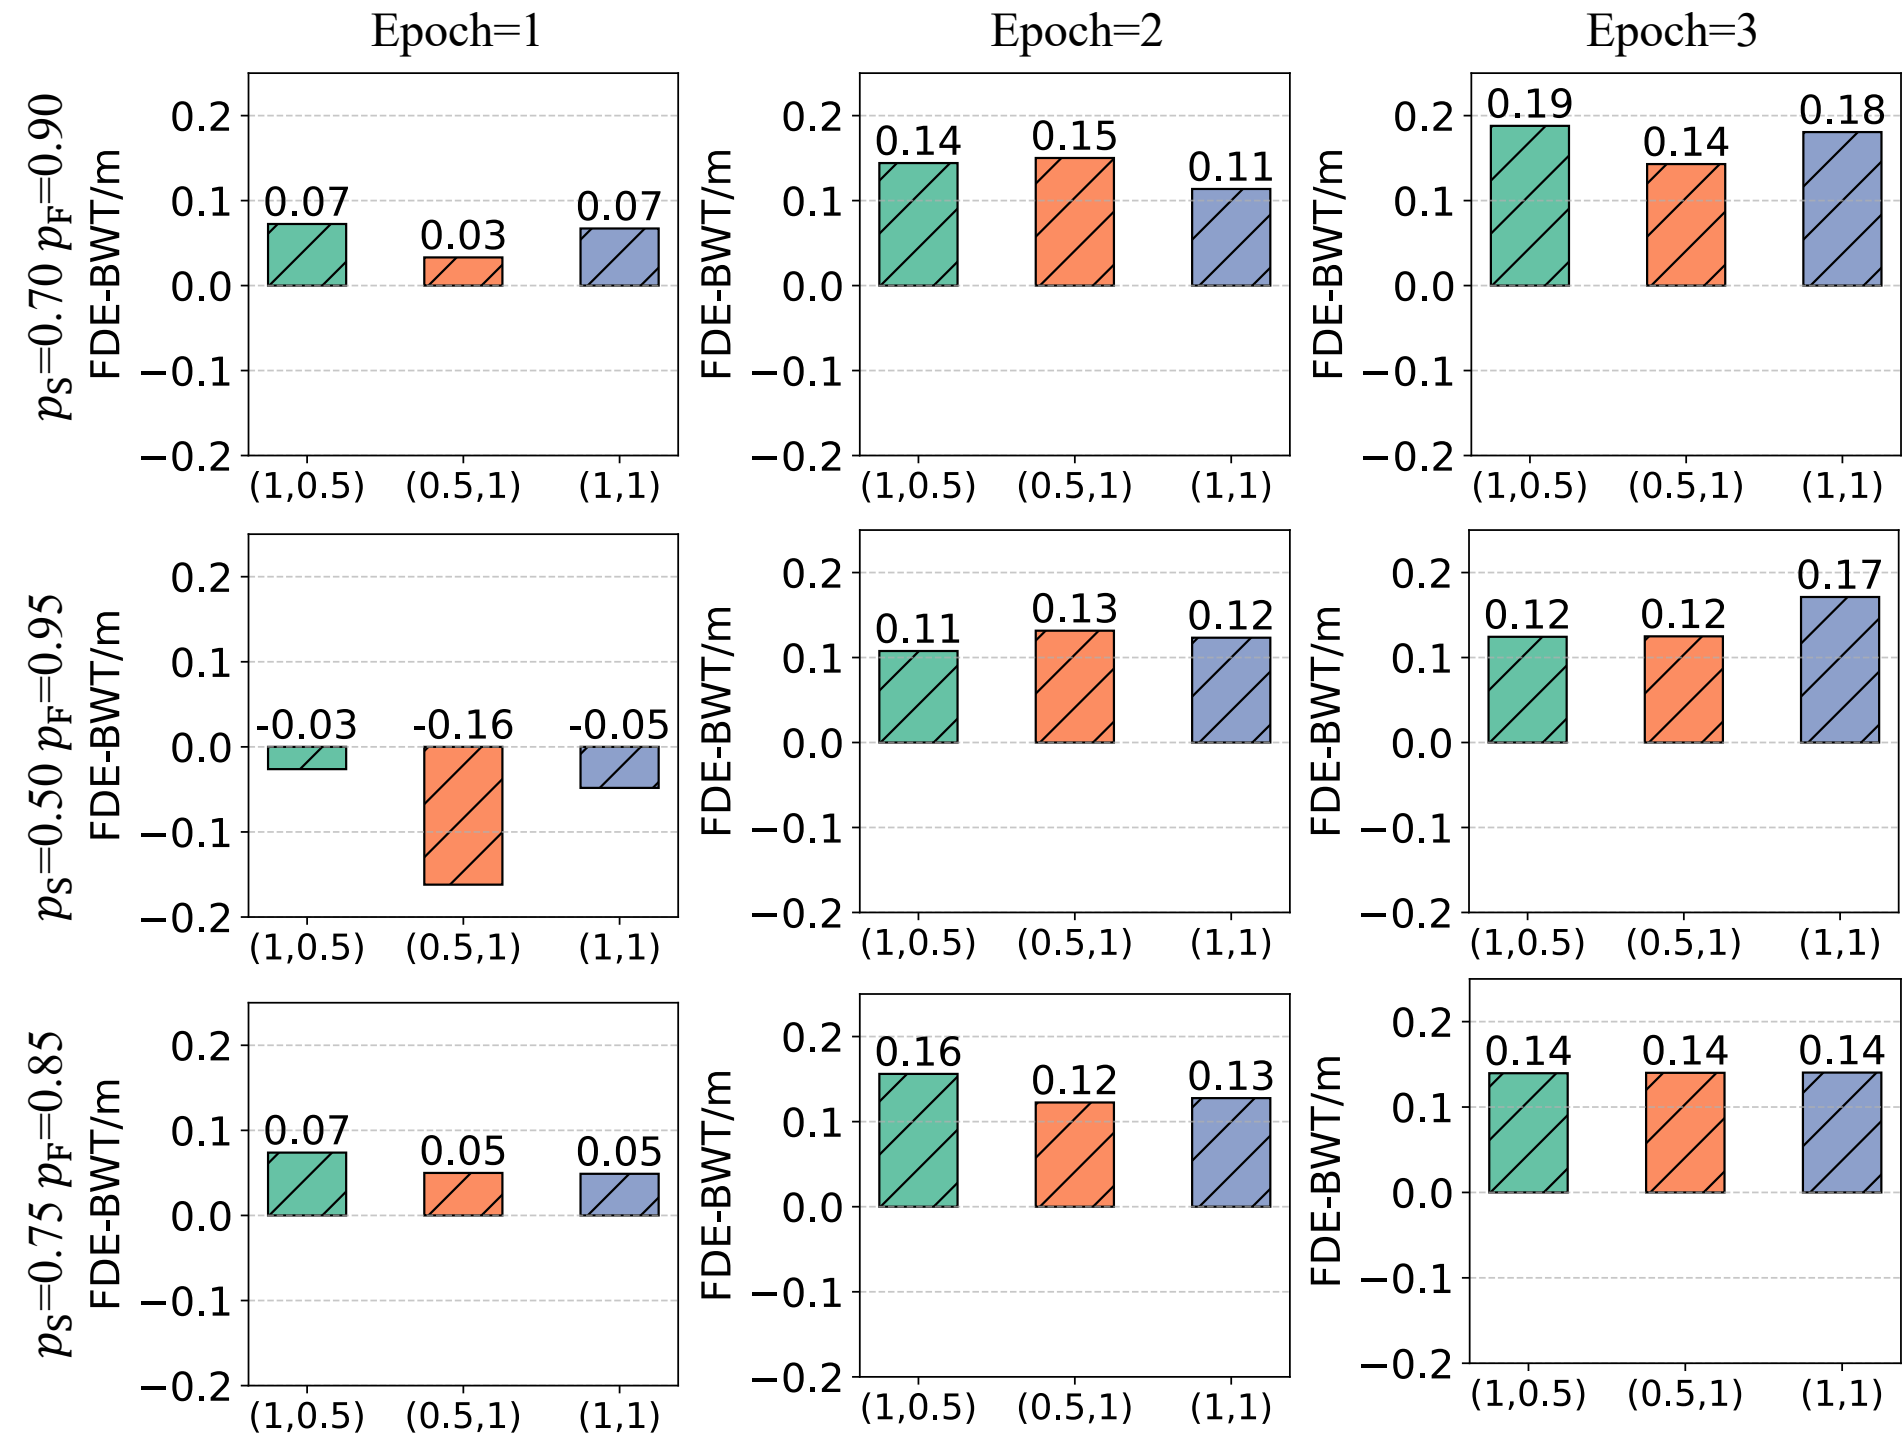 Epoch=1 Epoch=2 Epoch=3
pS=0.70 pF=0.90
FDE-BWT/m
0.2
0.1
0.0
−0.1
−0.2
0.07 0.03 0.07
(1,0.5) (0.5,1) (1,1)
FDE-BWT/m
0.2
0.1
0.0
−0.1
−0.2
0.14 0.15 0.11
(1,0.5) (0.5,1) (1,1)
FDE-BWT/m
0.2
0.1
0.0
−0.1
−0.2
0.19 0.14 0.18
(1,0.5) (0.5,1) (1,1)
pS=0.50 pF=0.95
FDE-BWT/m
0.2
0.1
0.0
−0.1
−0.2
-0.03 -0.16 -0.05
(1,0.5) (0.5,1) (1,1)
FDE-BWT/m
0.2
0.1
0.0
−0.1
−0.2
0.11 0.13 0.12
(1,0.5) (0.5,1) (1,1)
FDE-BWT/m
0.2
0.1
0.0
−0.1
−0.2
0.12 0.12 0.17
(1,0.5) (0.5,1) (1,1)
pS=0.75 pF=0.85
FDE-BWT/m
0.2
0.1
0.0
−0.1
−0.2
0.07 0.05 0.05
(1,0.5) (0.5,1) (1,1)
FDE-BWT/m
0.2
0.1
0.0
−0.1
−0.2
0.16 0.12 0.13
(1,0.5) (0.5,1) (1,1)
FDE-BWT/m
0.2
0.1
0.0
−0.1
−0.2
0.14 0.14 0.14
(1,0.5) (0.5,1) (1,1)